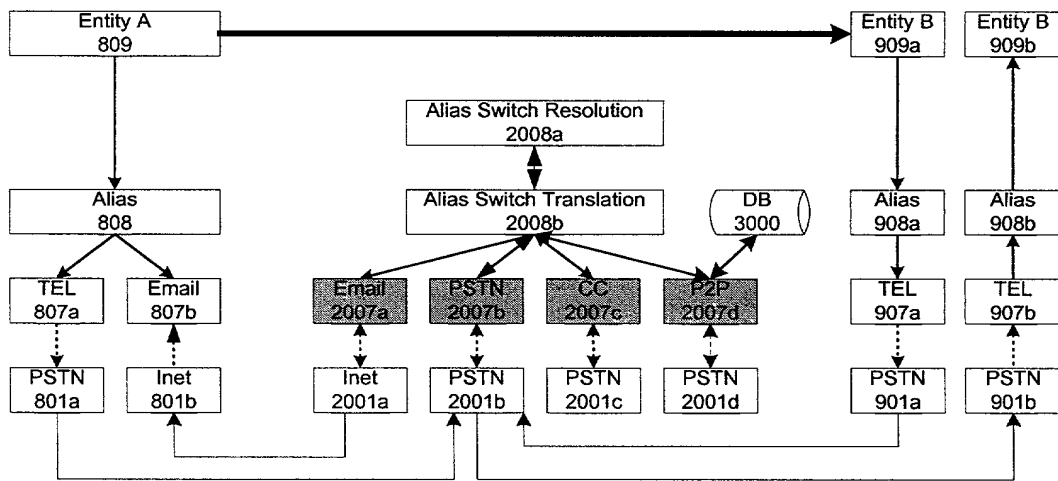 Entity A
809
Entity B
909a
Entity B
909b
Alias Switch Resolution
2008a
Alias
808
Alias Switch Translation
2008b
DB
3000
Alias
908a
Alias
908b
TEL
807a
Email
807b
Email
2007a
PSTN
2007b
CC
2007c
P2P
2007d
TEL
907a
TEL
907b
PSTN
801a
Inet
801b
Inet
2001a
PSTN
2001b
PSTN
2001c
PSTN
2001d
PSTN
901a
PSTN
901b